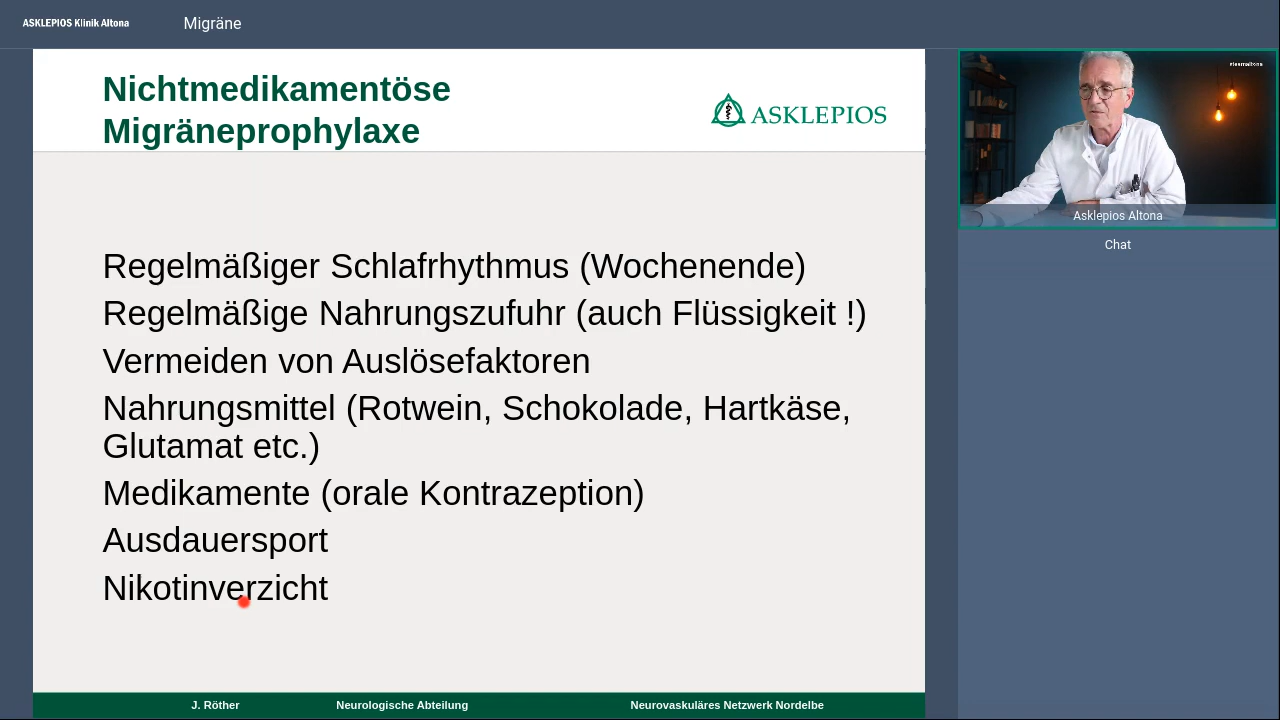 ASKLEPIOS Klinik Altona
Migräne
Nichtmedikamentöse
Migräneprophylaxe
ASKLEPIOS
Regelmäßiger Schlafrhythmus (Wochenende)
Regelmäßige Nahrungszufuhr (auch Flüssigkeit !)
Vermeiden von Auslösefaktoren
Nahrungsmittel (Rotwein, Schokolade, Hartkäse,
Glutamat etc.)
Medikamente (orale Kontrazeption)
Ausdauersport
Nikotinverzicht
J. Röther Neurologische Abteilung Neurovaskuläres Netzwerk Nordelbe
#teamaltona
Asklepios Altona
Chat